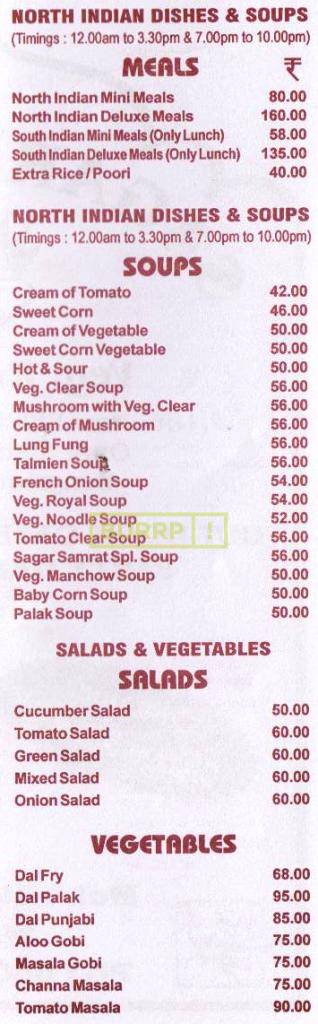 NORTH INDIAN DISHES & SOUPS
(Timings : 12.00am to 3.30pm & 7.00pm to 10.00pm)
MEALS ₹
North Indian Mini Meals 80.00
North Indian Deluxe Meals 160.00
South Indian Mini Meals (Only Lunch) 58.00
South Indian Deluxe Meals (Only Lunch) 135.00
Extra Rice / Poori 40.00
NORTH INDIAN DISHES & SOUPS
(Timings : 12.00am to 3.30pm & 7.00pm to 10.00pm)
SOUPS
Cream of Tomato 42.00
Sweet Corn 46.00
Cream of Vegetable 50.00
Sweet Corn Vegetable 50.00
Hot & Sour 50.00
Veg. Clear Soup 56.00
Mushroom with Veg. Clear 56.00
Cream of Mushroom 56.00
Lung Fung 56.00
Talmien Soup 56.00
French Onion Soup 54.00
Veg. Royal Soup 54.00
Veg. Noodle Soup 52.00
BURRP !
Tomato Clear Soup 56.00
Sagar Samrat Spl. Soup 56.00
Veg. Manchow Soup 50.00
Baby Corn Soup 50.00
Palak Soup 50.00
SALADS & VEGETABLES
SALADS
Cucumber Salad 50.00
Tomato Salad 60.00
Green Salad 60.00
Mixed Salad 60.00
Onion Salad 60.00
VEGETABLES
Dal Fry 68.00
Dal Palak 95.00
Dal Punjabi 85.00
Aloo Gobi 75.00
Masala Gobi 75.00
Channa Masala 75.00
Tomato Masala 90.00